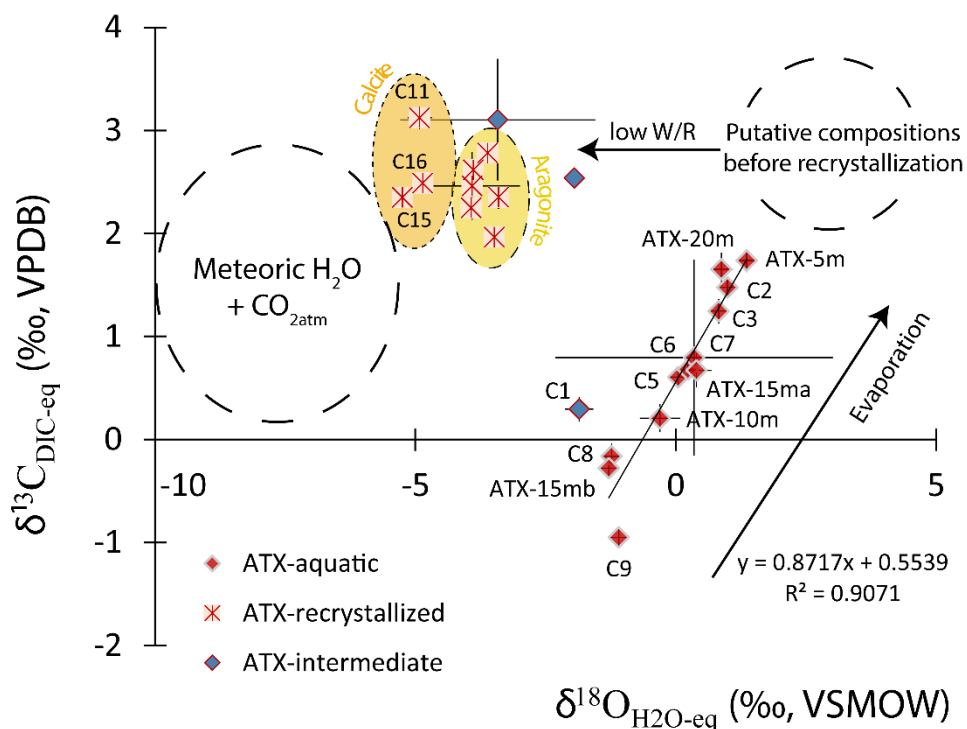 4
3
2
1
0
-1
-2
-10
-5
0
5
δ¹³C_DIC-eq (‰, VPDB)
δ¹⁸O_H2O-eq (‰, VSMOW)
Calcite
Aragonite
C11
C16
C15
low W/R
Putative compositions
before recrystallization
Meteoric H₂O
+ CO₂atm
ATX-20m
ATX-5m
C2
C3
C6
C7
C5
ATX-15ma
C1
ATX-10m
C8
ATX-15mb
C9
Evaporation
y = 0.8717x + 0.5539
R² = 0.9071
ATX-aquatic
ATX-recrystallized
ATX-intermediate